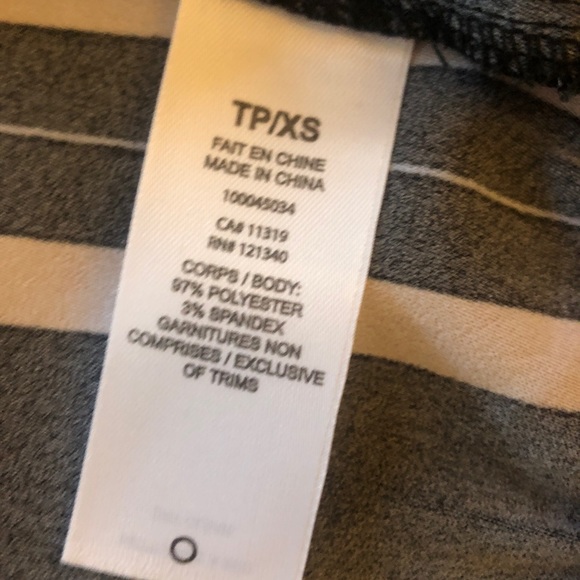 TP/XS
FAIT EN CHINE
MADE IN CHINA
100045034
CA# 11319
RN# 121340
CORPS / BODY:
97% POLYESTER
3% SPANDEX
GARNITURES NON
COMPRISES / EXCLUSIVE
OF TRIMS